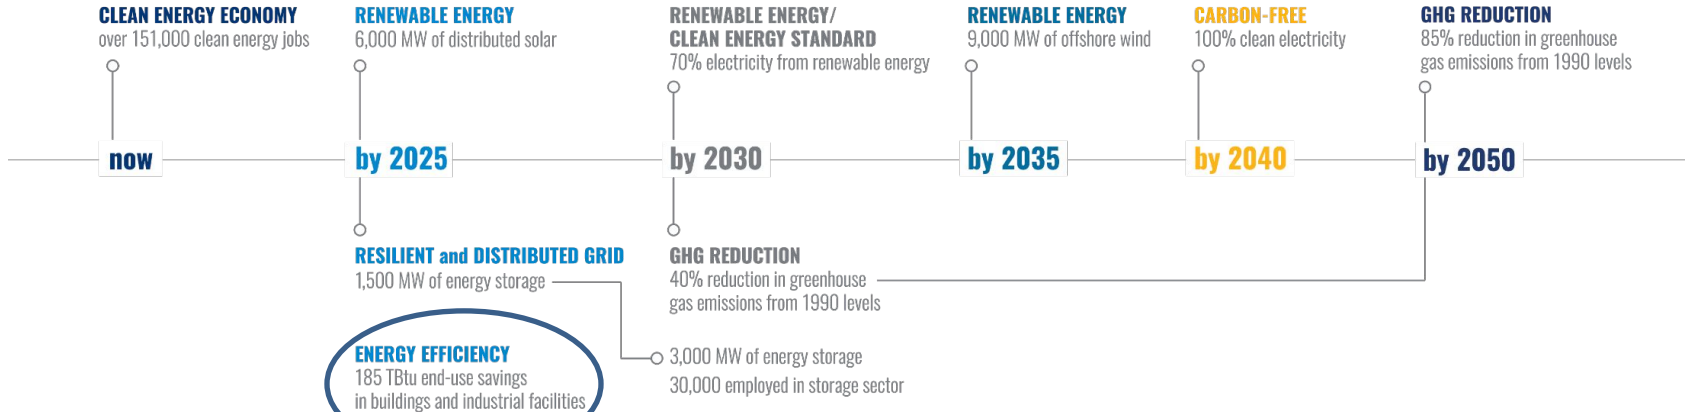 CLEAN ENERGY ECONOMY
over 151,000 clean energy jobs
RENEWABLE ENERGY
6,000 MW of distributed solar
RENEWABLE ENERGY/
CLEAN ENERGY STANDARD
70% electricity from renewable energy
RENEWABLE ENERGY
9,000 MW of offshore wind
CARBON-FREE
100% clean electricity
GHG REDUCTION
85% reduction in greenhouse
gas emissions from 1990 levels
now
by 2025
by 2030
by 2035
by 2040
by 2050
RESILIENT and DISTRIBUTED GRID
1,500 MW of energy storage
GHG REDUCTION
40% reduction in greenhouse
gas emissions from 1990 levels
ENERGY EFFICIENCY
185 TBtu end-use savings
in buildings and industrial facilities
3,000 MW of energy storage
30,000 employed in storage sector